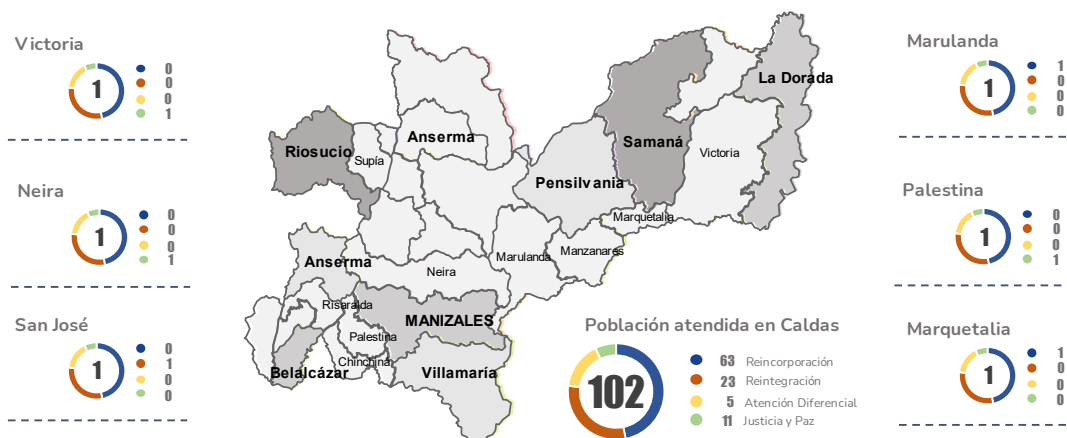 Victoria
1
0
0
0
1
Neira
1
0
0
0
1
San José
1
0
1
0
0
Anserma
Riosucio
Supía
Samaná
La Dorada
Victoria
Pensilvania
Marquetalia
Manzanares
Marulanda
Anserma
Neira
Risaralda
MANIZALES
Palestina
Chinchiná
Belalcázar
Villamaría
Población atendida en Caldas
102
63 Reincorporación
23 Reintegración
5 Atención Diferencial
11 Justicia y Paz
Marulanda
1
1
0
0
0
Palestina
1
0
0
0
1
Marquetalia
1
1
0
0
0